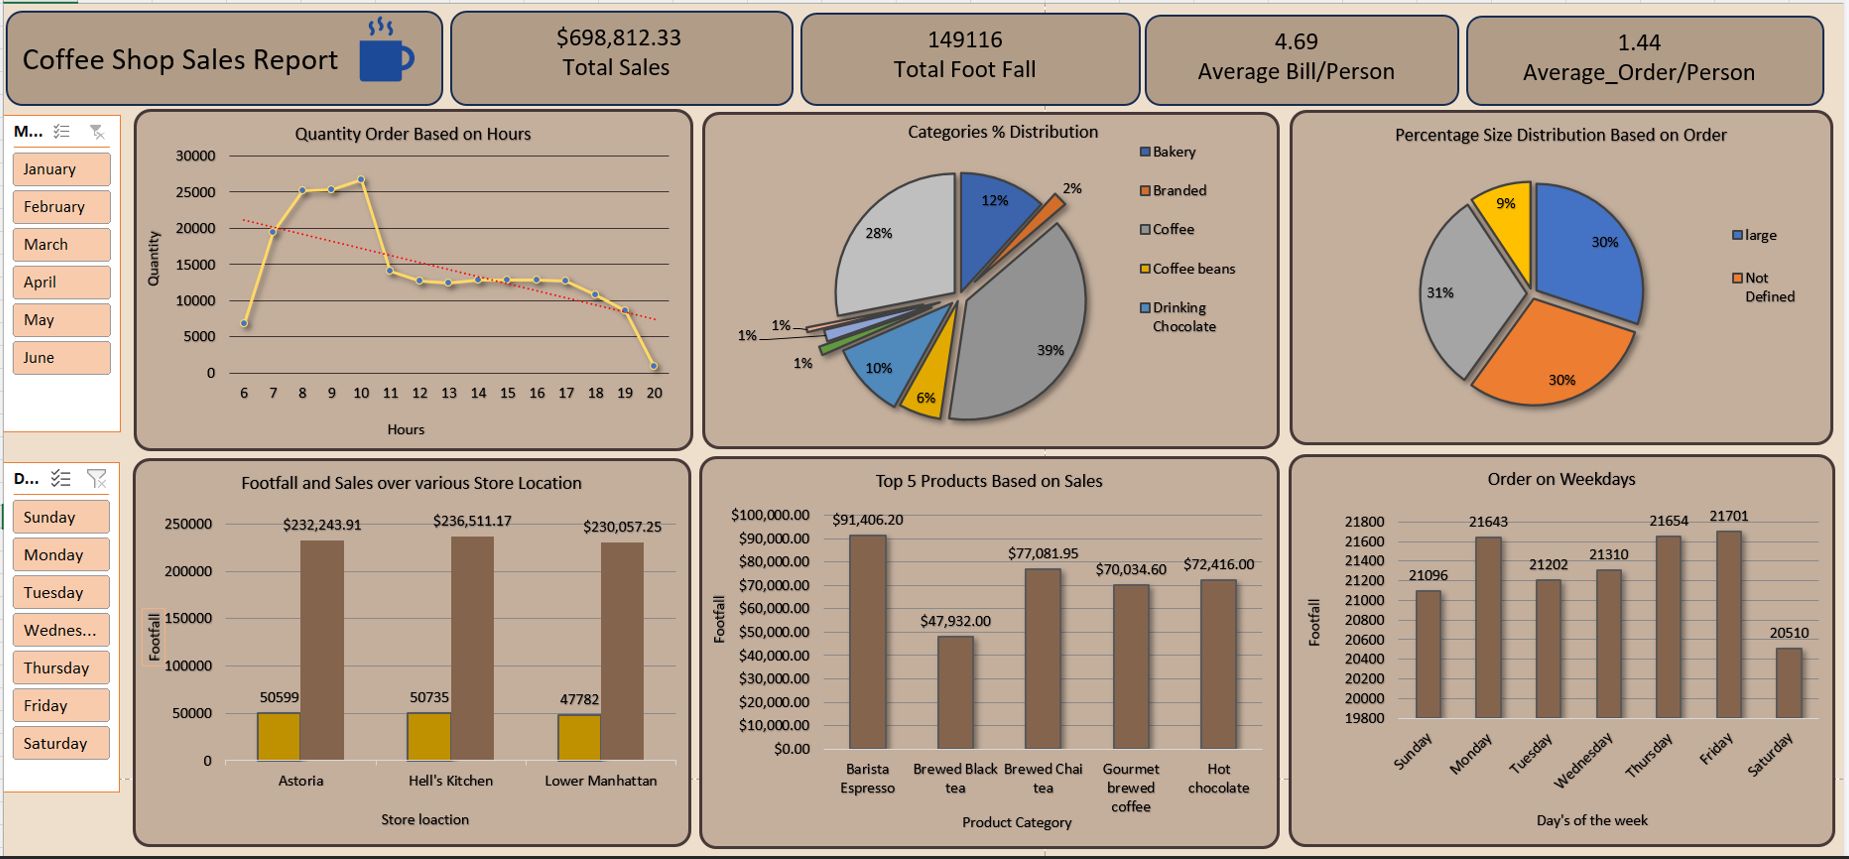 Coffee Shop Sales Report
$698,812.33
Total Sales
149116
Total Foot Fall
4.69
Average Bill/Person
1.44
Average_Order/Person
M...
January
February
March
April
May
June
Quantity Order Based on Hours
Quantity
30000
25000
20000
15000
10000
5000
0
6 7 8 9 10 11 12 13 14 15 16 17 18 19 20
Hours
Categories % Distribution
12%
2%
28%
39%
1%
1%
1%
10%
6%
Bakery
Branded
Coffee
Coffee beans
Drinking
Chocolate
Percentage Size Distribution Based on Order
9%
30%
31%
30%
large
Not
Defined
D...
Sunday
Monday
Tuesday
Wednes...
Thursday
Friday
Saturday
Footfall and Sales over various Store Location
Footfall
250000
200000
150000
100000
50000
0
$232,243.91
$236,511.17
$230,057.25
50599
50735
47782
Astoria
Hell's Kitchen
Lower Manhattan
Store loaction
Top 5 Products Based on Sales
Footfall
$100,000.00
$90,000.00
$80,000.00
$70,000.00
$60,000.00
$50,000.00
$40,000.00
$30,000.00
$20,000.00
$10,000.00
$0.00
$91,406.20
$47,932.00
$77,081.95
$70,034.60
$72,416.00
Barista
Espresso
Brewed Black
tea
Brewed Chai
tea
Gourmet
brewed
coffee
Hot
chocolate
Product Category
Order on Weekdays
Footfall
21800
21600
21400
21200
21000
20800
20600
20400
20200
20000
19800
21096
21643
21202
21310
21654
21701
20510
Sunday
Monday
Tuesday
Wednesday
Thursday
Friday
Saturday
Day's of the week